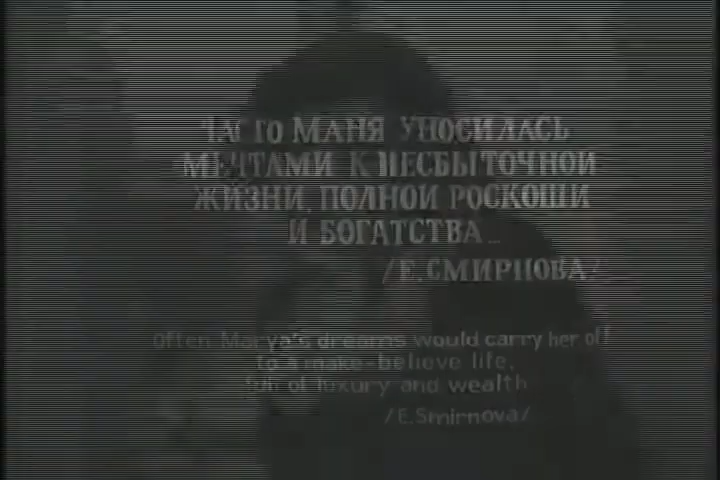 ЧАСТО МАНЯ УНОСИЛАСЬ
МЕЧТАМИ К НЕСБЫТОЧНОЙ
ЖИЗНИ, ПОЛНОЙ РОСКОШИ
И БОГАТСТВА...
/Е.СМИРНОВА/
Often Marya's dreams would carry her off
to a make-believe life,
full of luxury and wealth
/E.Smirnova/